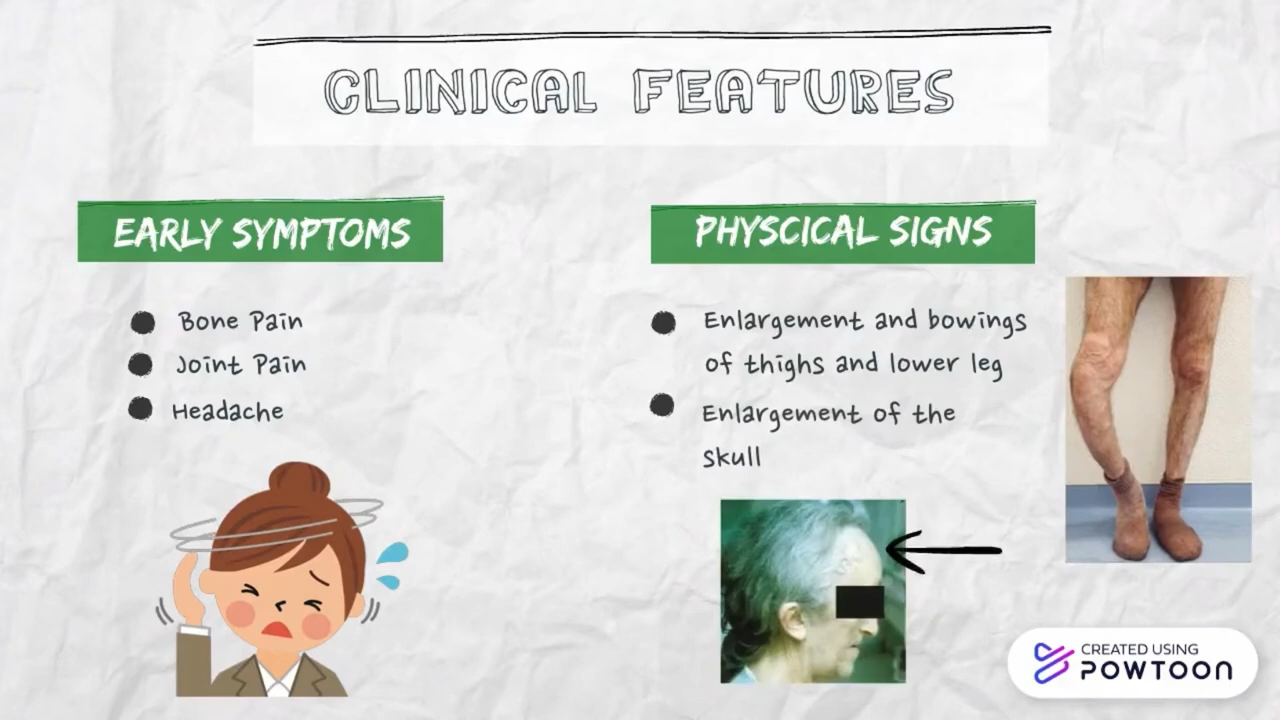 CLINICAL FEATURES
EARLY SYMPTOMS
Bone Pain
Joint Pain
Headache
PHYSCICAL SIGNS
Enlargement and bowings
of thighs and lower leg
Enlargement of the
skull
CREATED USING
POWTOON